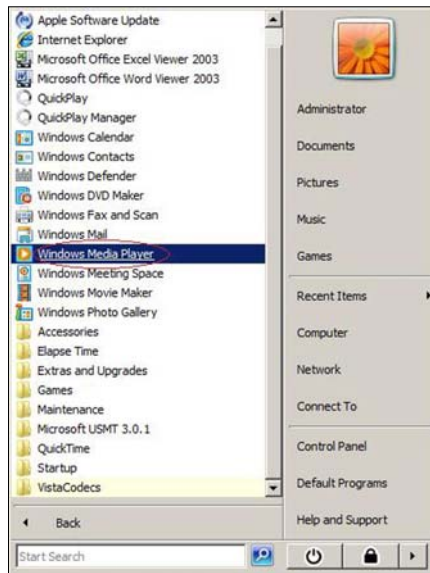 Apple Software Update
Internet Explorer
Microsoft Office Excel Viewer 2003
Microsoft Office Word Viewer 2003
QuickPlay
QuickPlay Manager
Windows Calendar
Windows Contacts
Windows Defender
Windows DVD Maker
Windows Fax and Scan
Windows Mail
Windows Media Player
Windows Meeting Space
Windows Movie Maker
Windows Photo Gallery
Accessories
Elapse Time
Extras and Upgrades
Games
Maintenance
Microsoft USMT 3.0.1
QuickTime
Startup
VistaCodecs
Back
Start Search
Administrator
Documents
Pictures
Music
Games
Recent Items
Computer
Network
Connect To
Control Panel
Default Programs
Help and Support